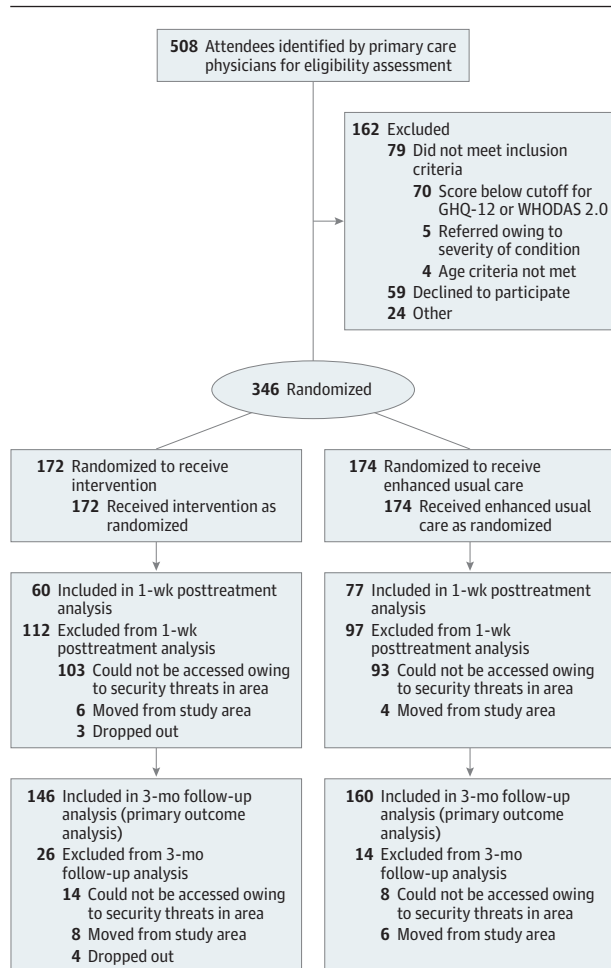 508 Attendees identified by primary care
physicians for eligibility assessment
162 Excluded
79 Did not meet inclusion
criteria
70 Score below cutoff for
GHQ-12 or WHODAS 2.0
5 Referred owing to
severity of condition
4 Age criteria not met
59 Declined to participate
24 Other
346 Randomized
172 Randomized to receive
intervention
172 Received intervention as
randomized
174 Randomized to receive
enhanced usual care
174 Received enhanced usual
care as randomized
60 Included in 1-wk posttreatment
analysis
112 Excluded from 1-wk
posttreatment analysis
103 Could not be accessed owing
to security threats in area
6 Moved from study area
3 Dropped out
77 Included in 1-wk posttreatment
analysis
97 Excluded from 1-wk
posttreatment analysis
93 Could not be accessed owing
to security threats in area
4 Moved from study area
146 Included in 3-mo follow-up
analysis (primary outcome
analysis)
26 Excluded from 3-mo
follow-up analysis
14 Could not be accessed owing
to security threats in area
8 Moved from study area
4 Dropped out
160 Included in 3-mo follow-up
analysis (primary outcome
analysis)
14 Excluded from 3-mo
follow-up analysis
8 Could not be accessed owing
to security threats in area
6 Moved from study area